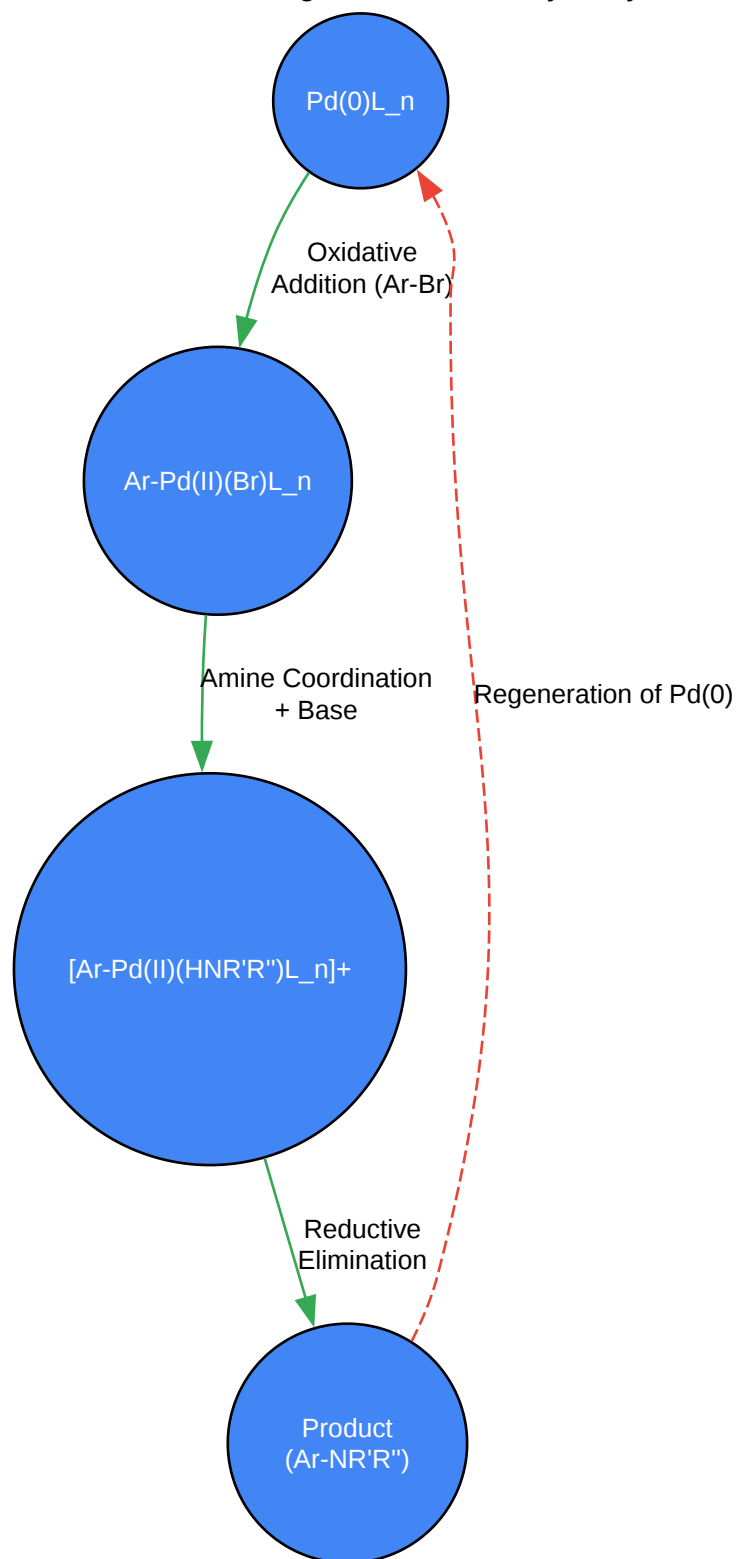 Pd(0)L_n
Oxidative
Addition (Ar-Br)
Ar-Pd(II)(Br)L_n
Amine Coordination
+ Base
Regeneration of Pd(0)
[Ar-Pd(II)(HNR'R'')L_n]+
Reductive
Elimination
Product
(Ar-NR'R'')